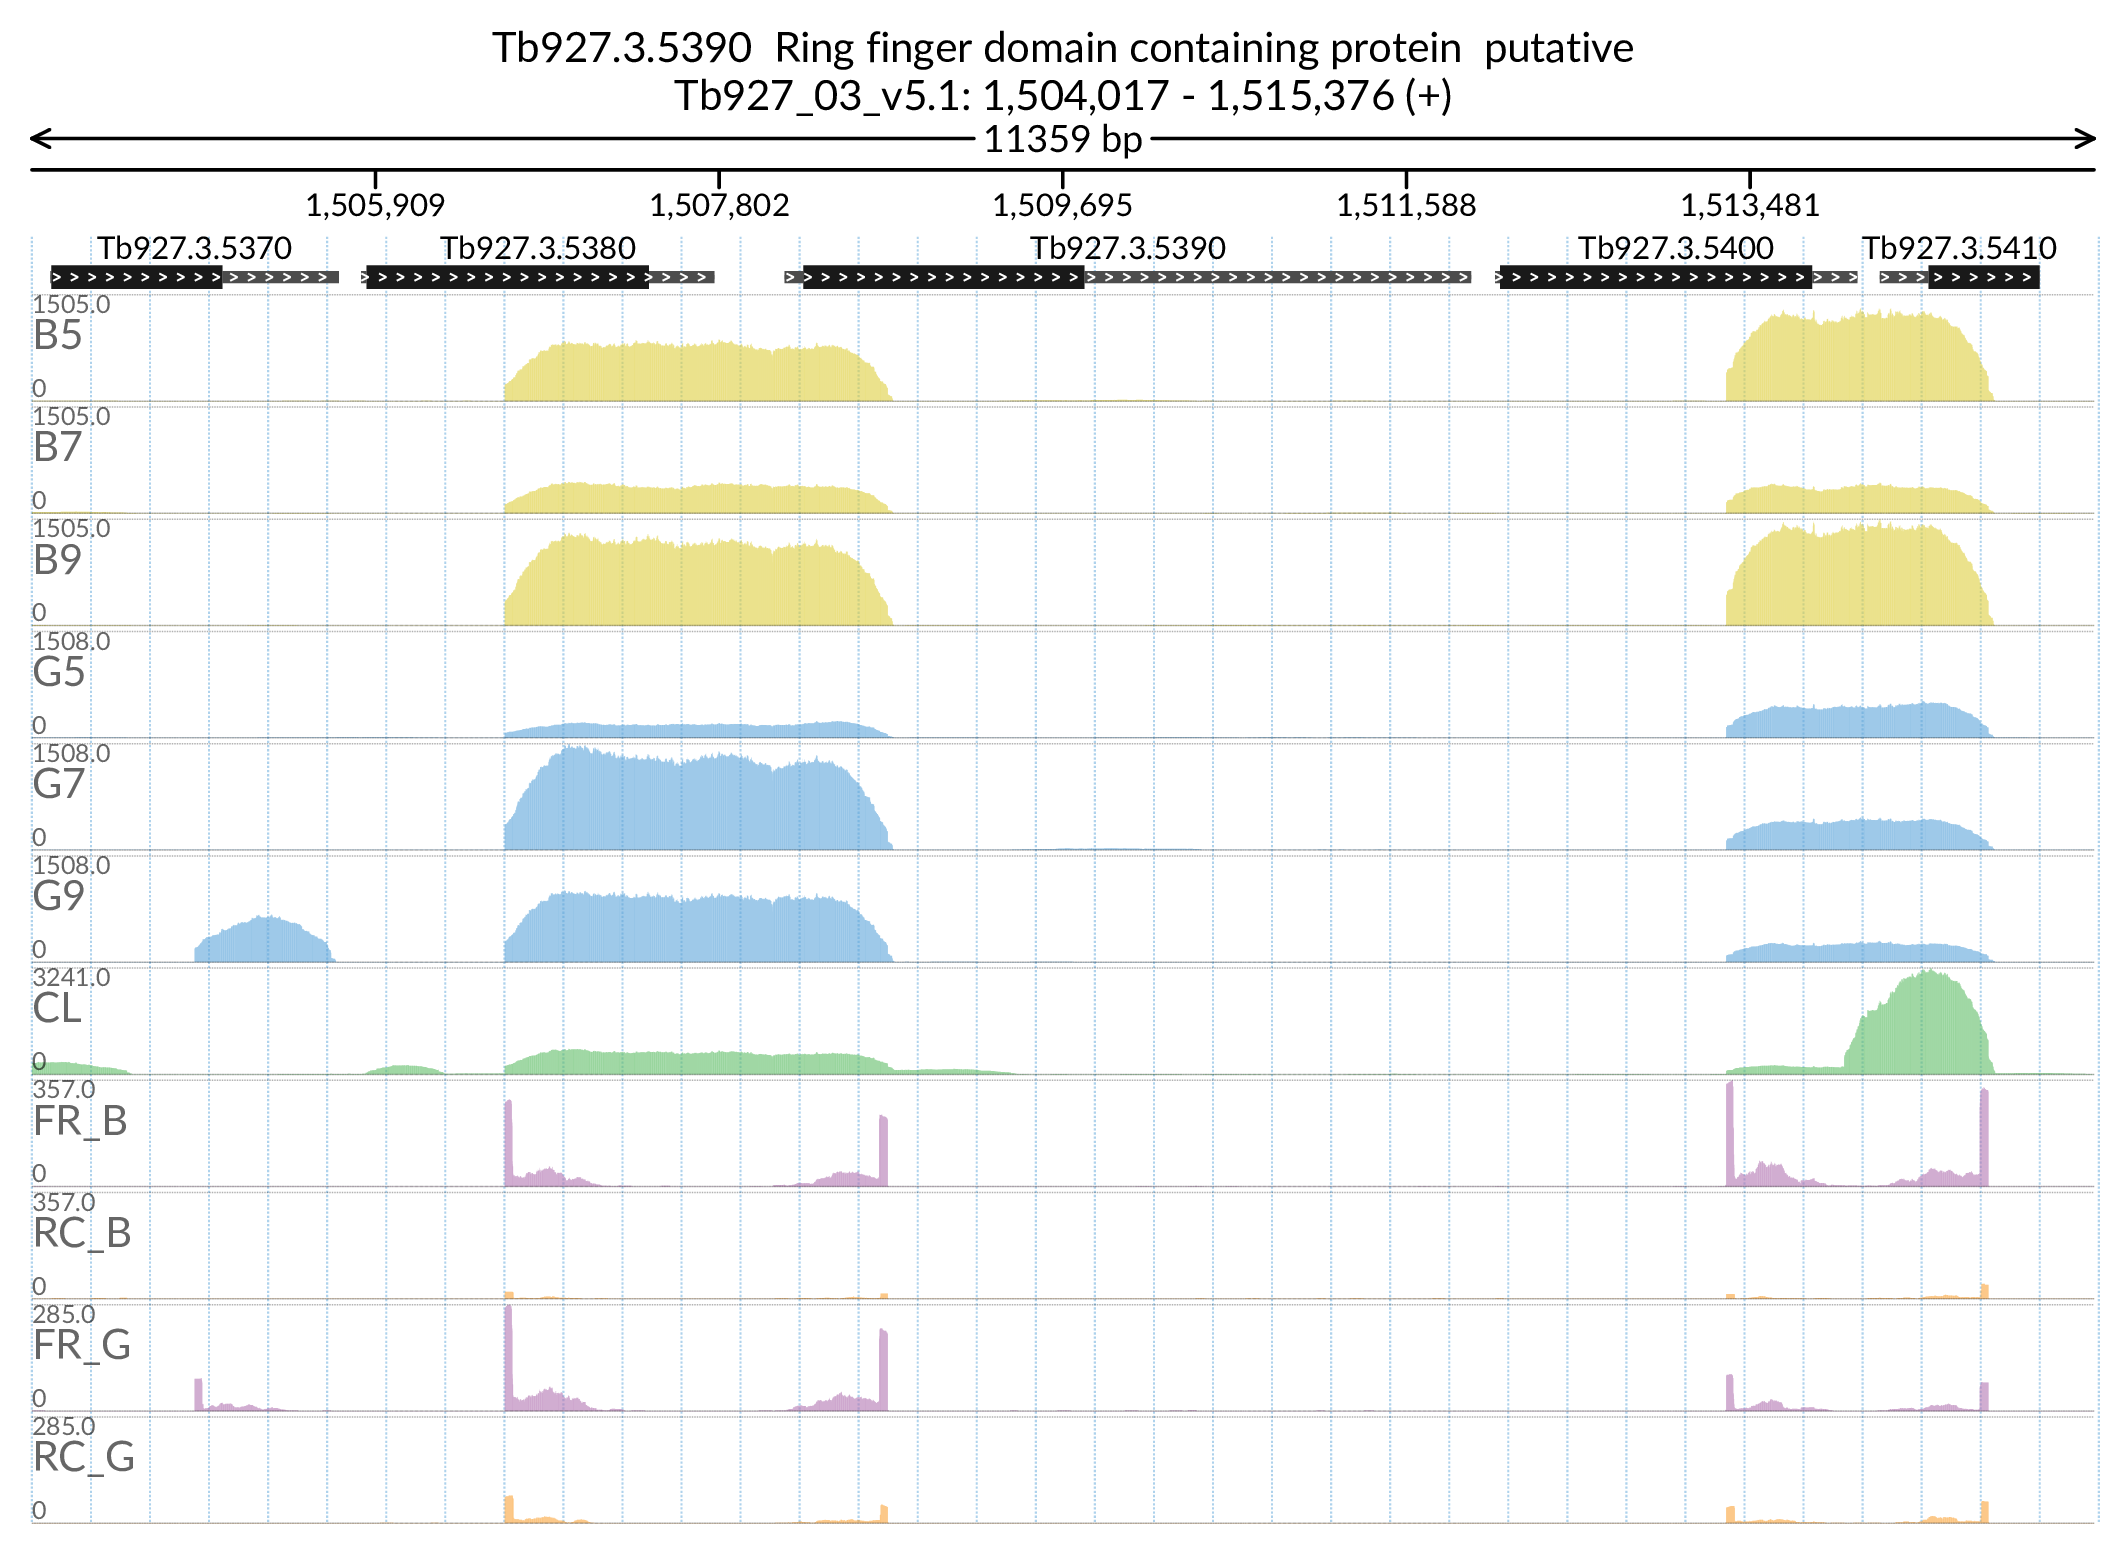 Tb927.3.5390  Ring finger domain containing protein  putative
Tb927_03_v5.1: 1,504,017 - 1,515,376 (+)
11359 bp
1,505,909 1,507,802 1,509,695 1,511,588 1,513,481
Tb927.3.5370 Tb927.3.5380 Tb927.3.5390 Tb927.3.5400 Tb927.3.5410
1505.0
B5
0
1505.0
B7
0
1505.0
B9
0
1508.0
G5
0
1508.0
G7
0
1508.0
G9
0
3241.0
CL
0
357.0
FR_B
0
357.0
RC_B
0
285.0
FR_G
0
285.0
RC_G
0